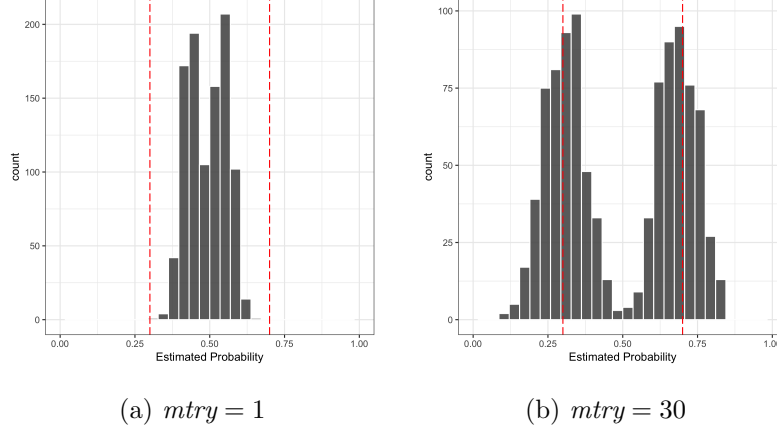 200
150
100
50
0
count
0.00 0.25 0.50 0.75 1.00
Estimated Probability
(a) mtry = 1
100
75
50
25
0
count
0.00 0.25 0.50 0.75 1.0
Estimated Probability
(b) mtry = 30